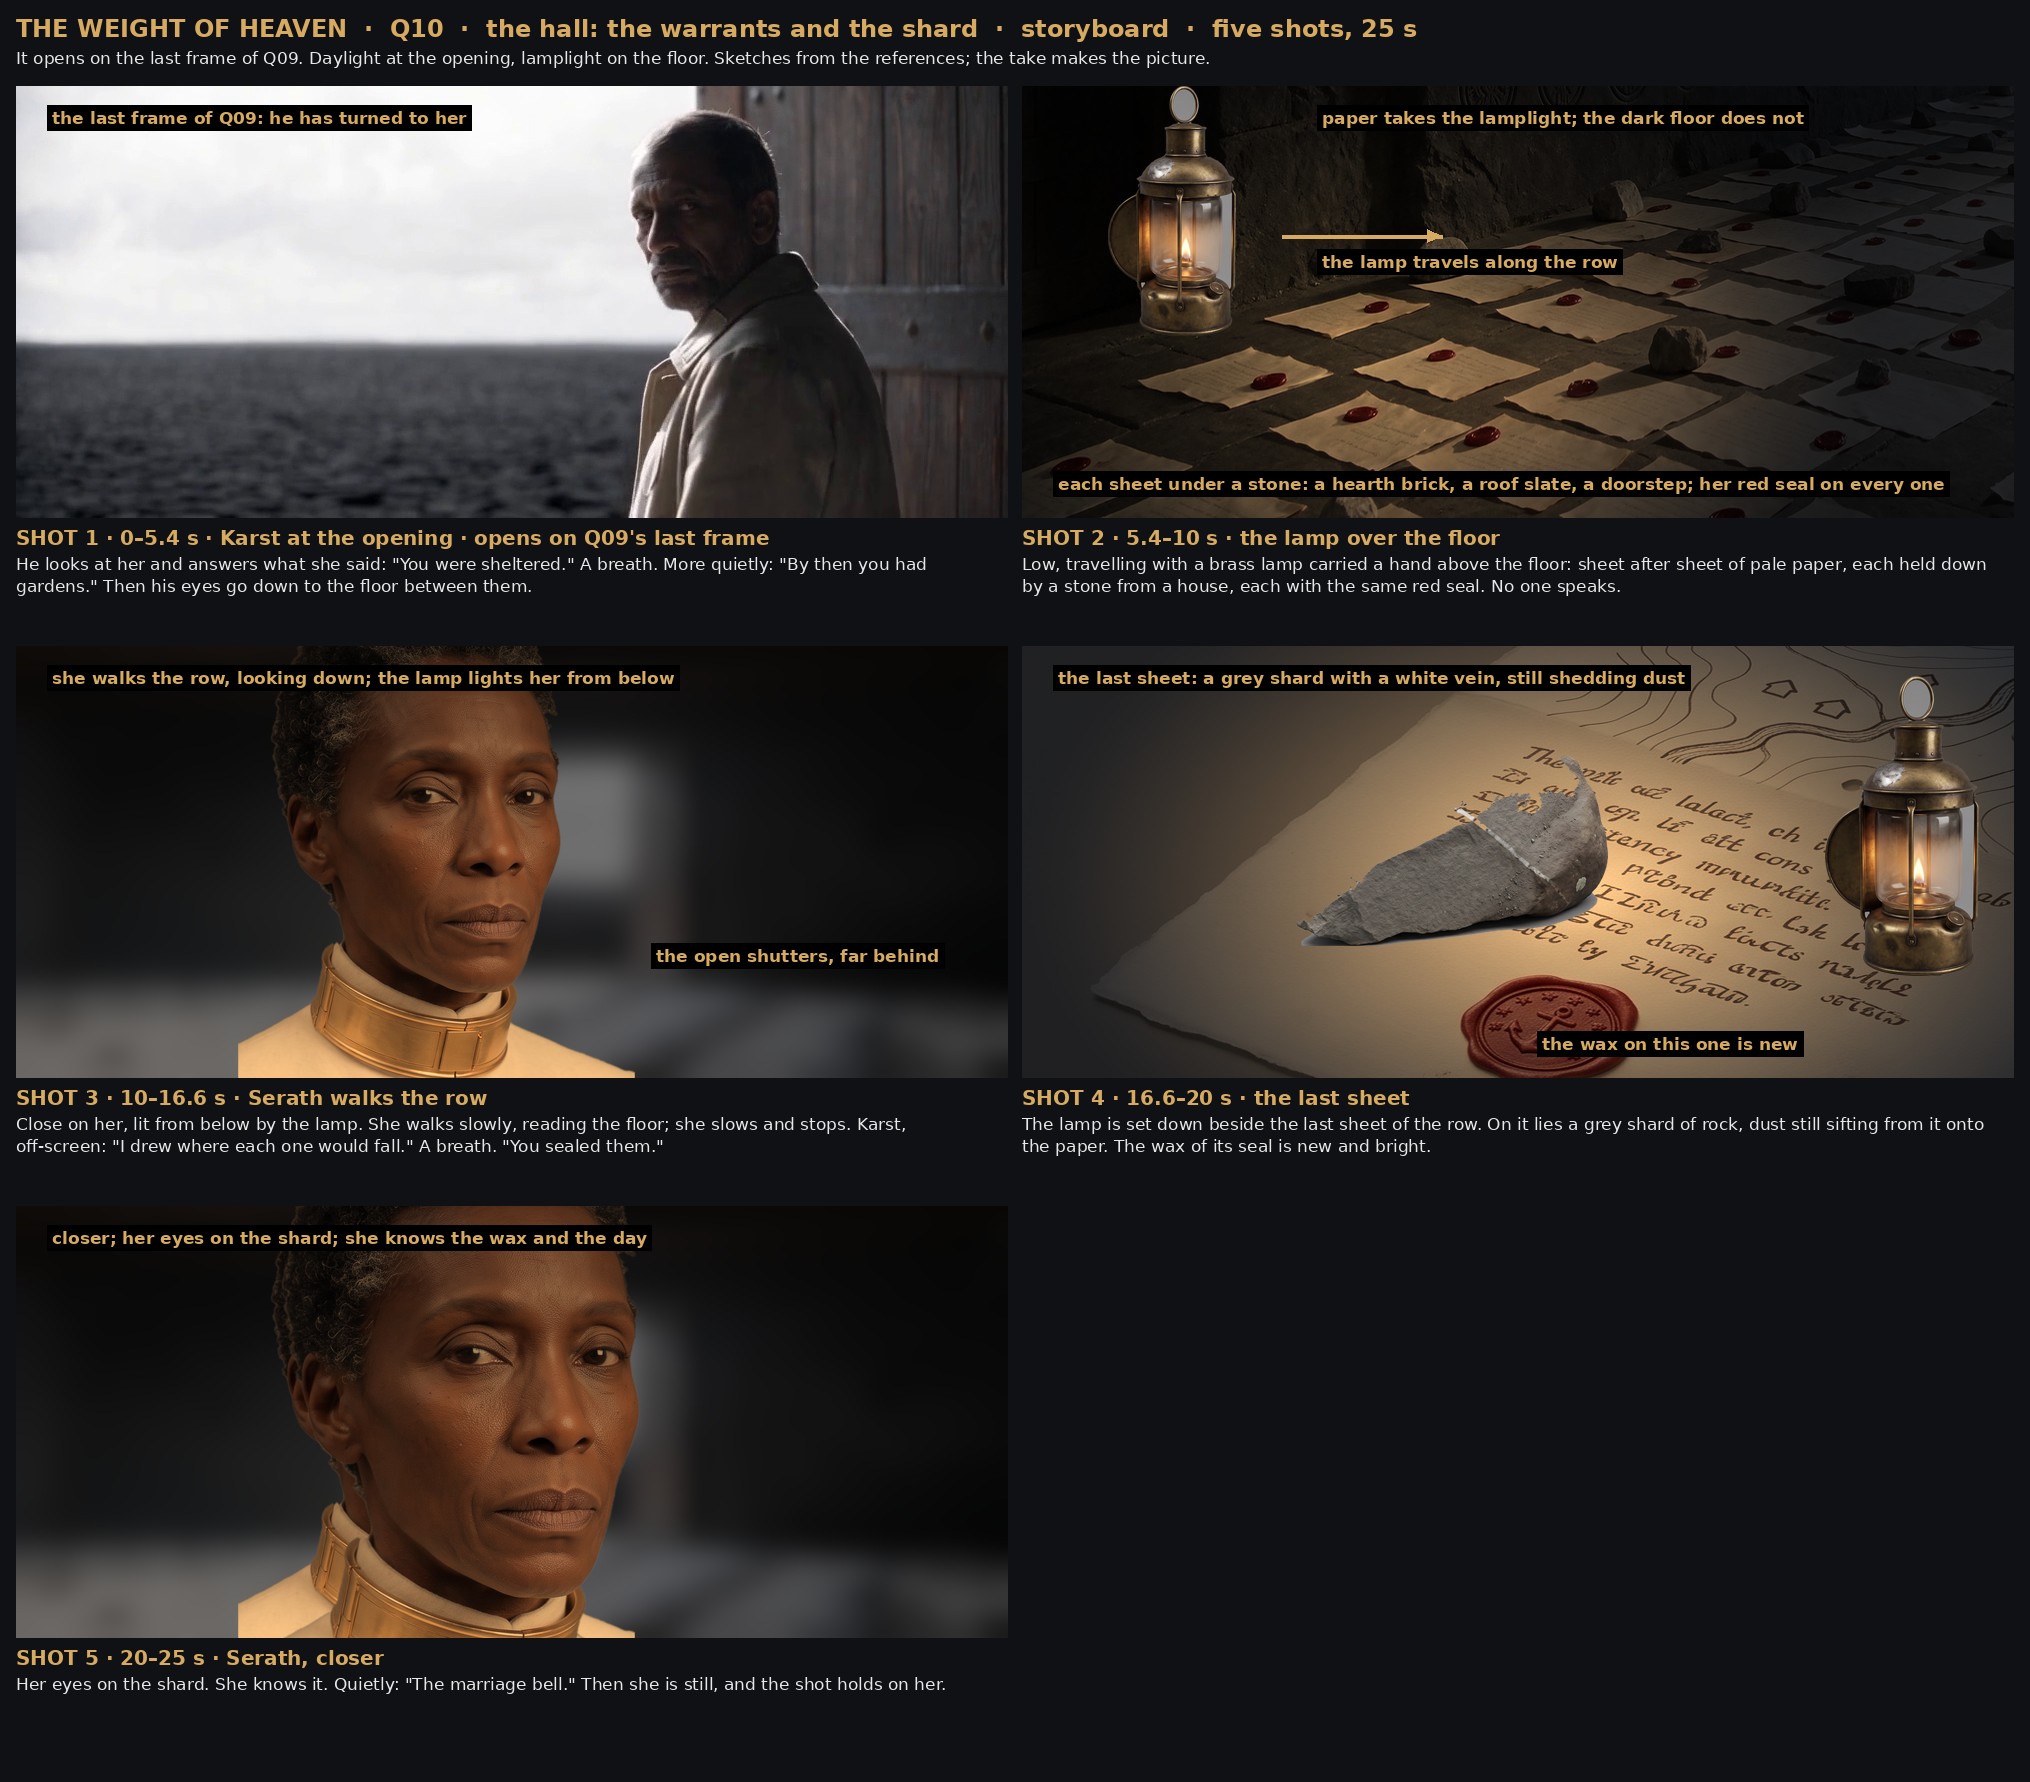 THE WEIGHT OF HEAVEN · Q10 · the hall: the warrants and the shard · storyboard · five shots, 25 s
It opens on the last frame of Q09. Daylight at the opening, lamplight on the floor. Sketches from the references; the take makes the picture.
the last frame of Q09: he has turned to her
SHOT 1 · 0–5.4 s · Karst at the opening · opens on Q09's last frame
He looks at her and answers what she said: "You were sheltered." A breath. More quietly: "By then you had
gardens." Then his eyes go down to the floor between them.
paper takes the lamplight; the dark floor does not
the lamp travels along the row
each sheet under a stone: a hearth brick, a roof slate, a doorstep; her red seal on every one
SHOT 2 · 5.4–10 s · the lamp over the floor
Low, travelling with a brass lamp carried a hand above the floor: sheet after sheet of pale paper, each held down
by a stone from a house, each with the same red seal. No one speaks.
she walks the row, looking down; the lamp lights her from below
the open shutters, far behind
SHOT 3 · 10–16.6 s · Serath walks the row
Close on her, lit from below by the lamp. She walks slowly, reading the floor; she slows and stops. Karst,
off-screen: "I drew where each one would fall." A breath. "You sealed them."
the last sheet: a grey shard with a white vein, still shedding dust
the wax on this one is new
SHOT 4 · 16.6–20 s · the last sheet
The lamp is set down beside the last sheet of the row. On it lies a grey shard of rock, dust still sifting from it onto
the paper. The wax of its seal is new and bright.
closer; her eyes on the shard; she knows the wax and the day
SHOT 5 · 20–25 s · Serath, closer
Her eyes on the shard. She knows it. Quietly: "The marriage bell." Then she is still, and the shot holds on her.